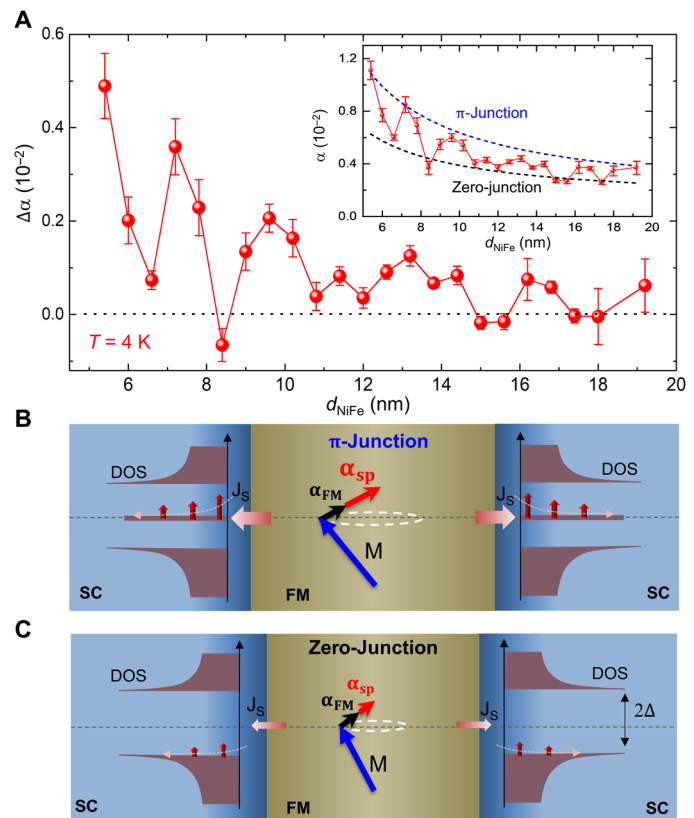 A
0.6
0.4
0.2
0.0
Δα (10⁻²)
T = 4 K
6 8 10 12 14 16 18 20
d_NiFe (nm)
1.2
0.8
0.4
0.0
α (10⁻²)
π-Junction
Zero-junction
6 8 10 12 14 16 18 20
d_NiFe (nm)
B
π-Junction
DOS DOS
α_sp
α_FM
J_S J_S
M
SC FM SC
C
Zero-Junction
DOS DOS
α_sp
α_FM
J_S J_S
2Δ
M
SC FM SC